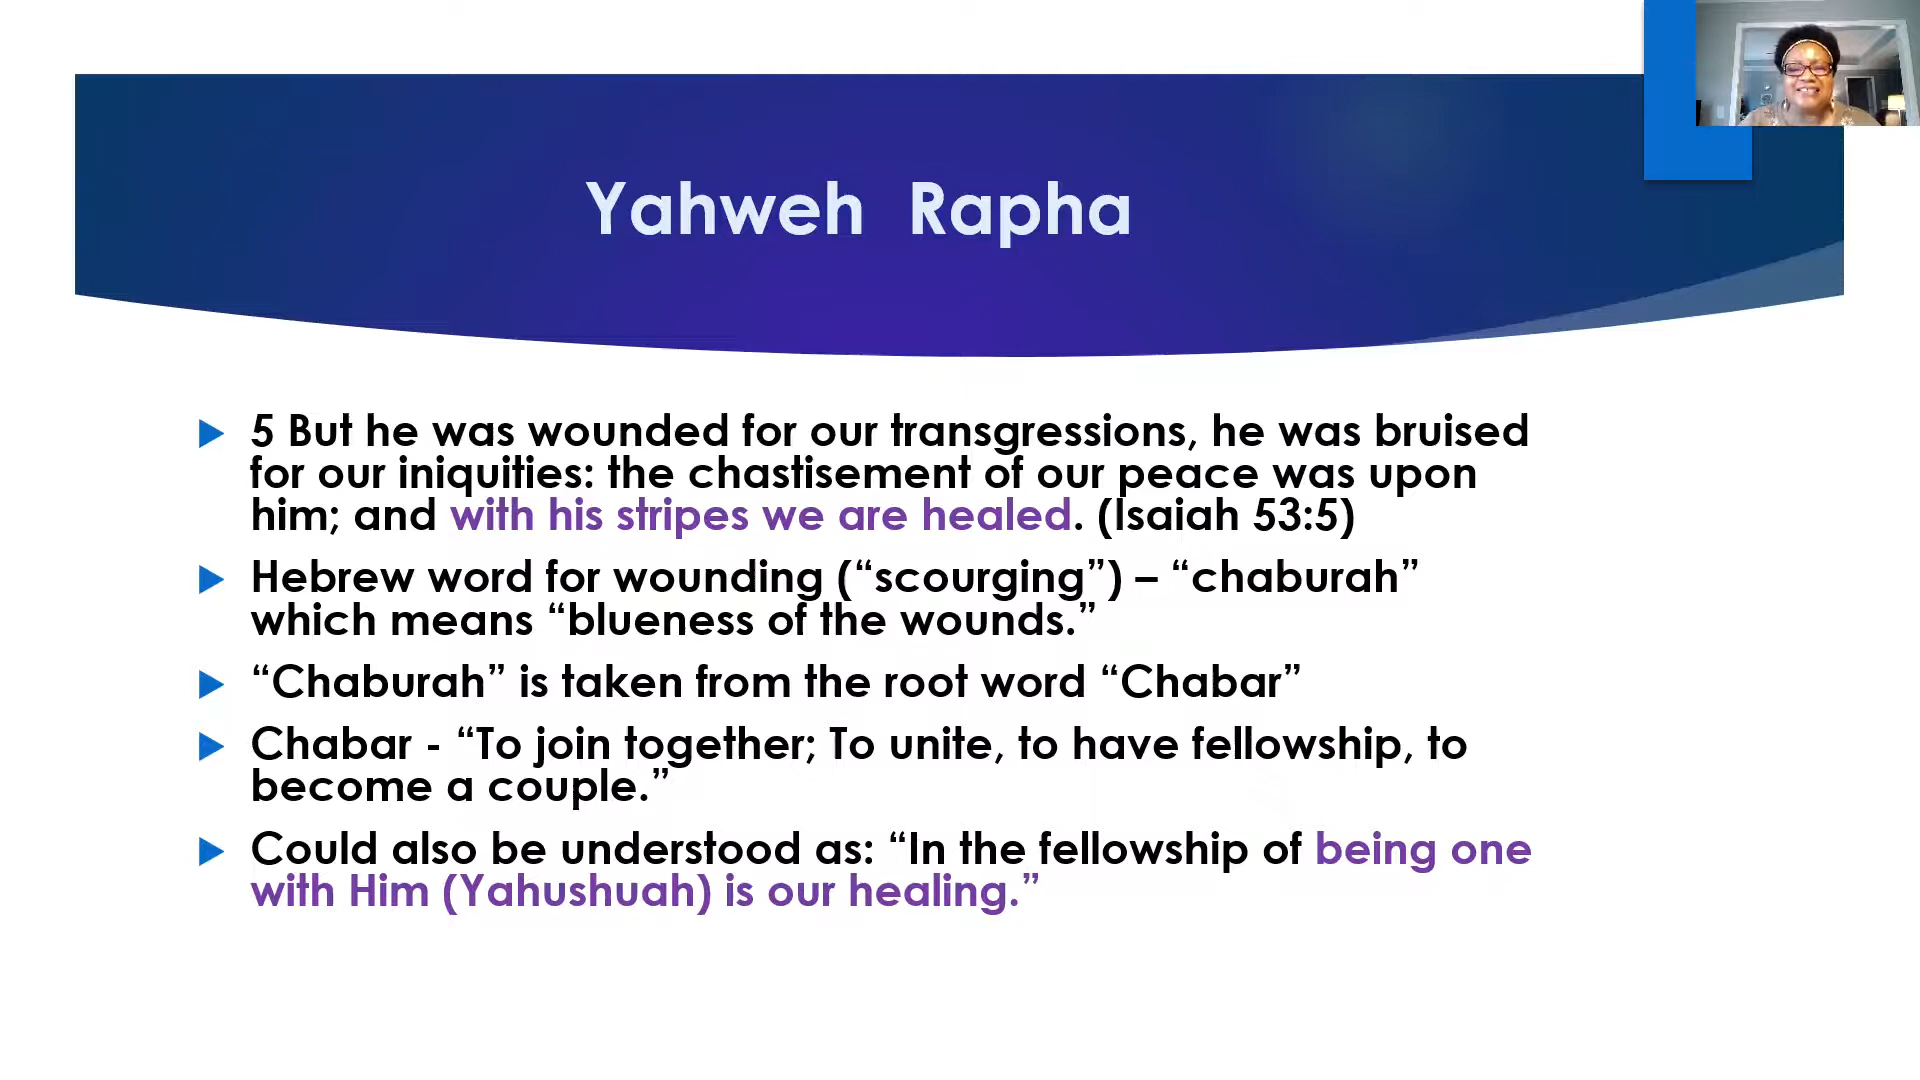 Yahweh  Rapha
5 But he was wounded for our transgressions, he was bruised
for our iniquities: the chastisement of our peace was upon
him; and with his stripes we are healed. (Isaiah 53:5)
Hebrew word for wounding (“scourging”) – “chaburah”
which means “blueness of the wounds.”
“Chaburah” is taken from the root word “Chabar”
Chabar - “To join together; To unite, to have fellowship, to
become a couple.”
Could also be understood as: “In the fellowship of being one
with Him (Yahushuah) is our healing.”